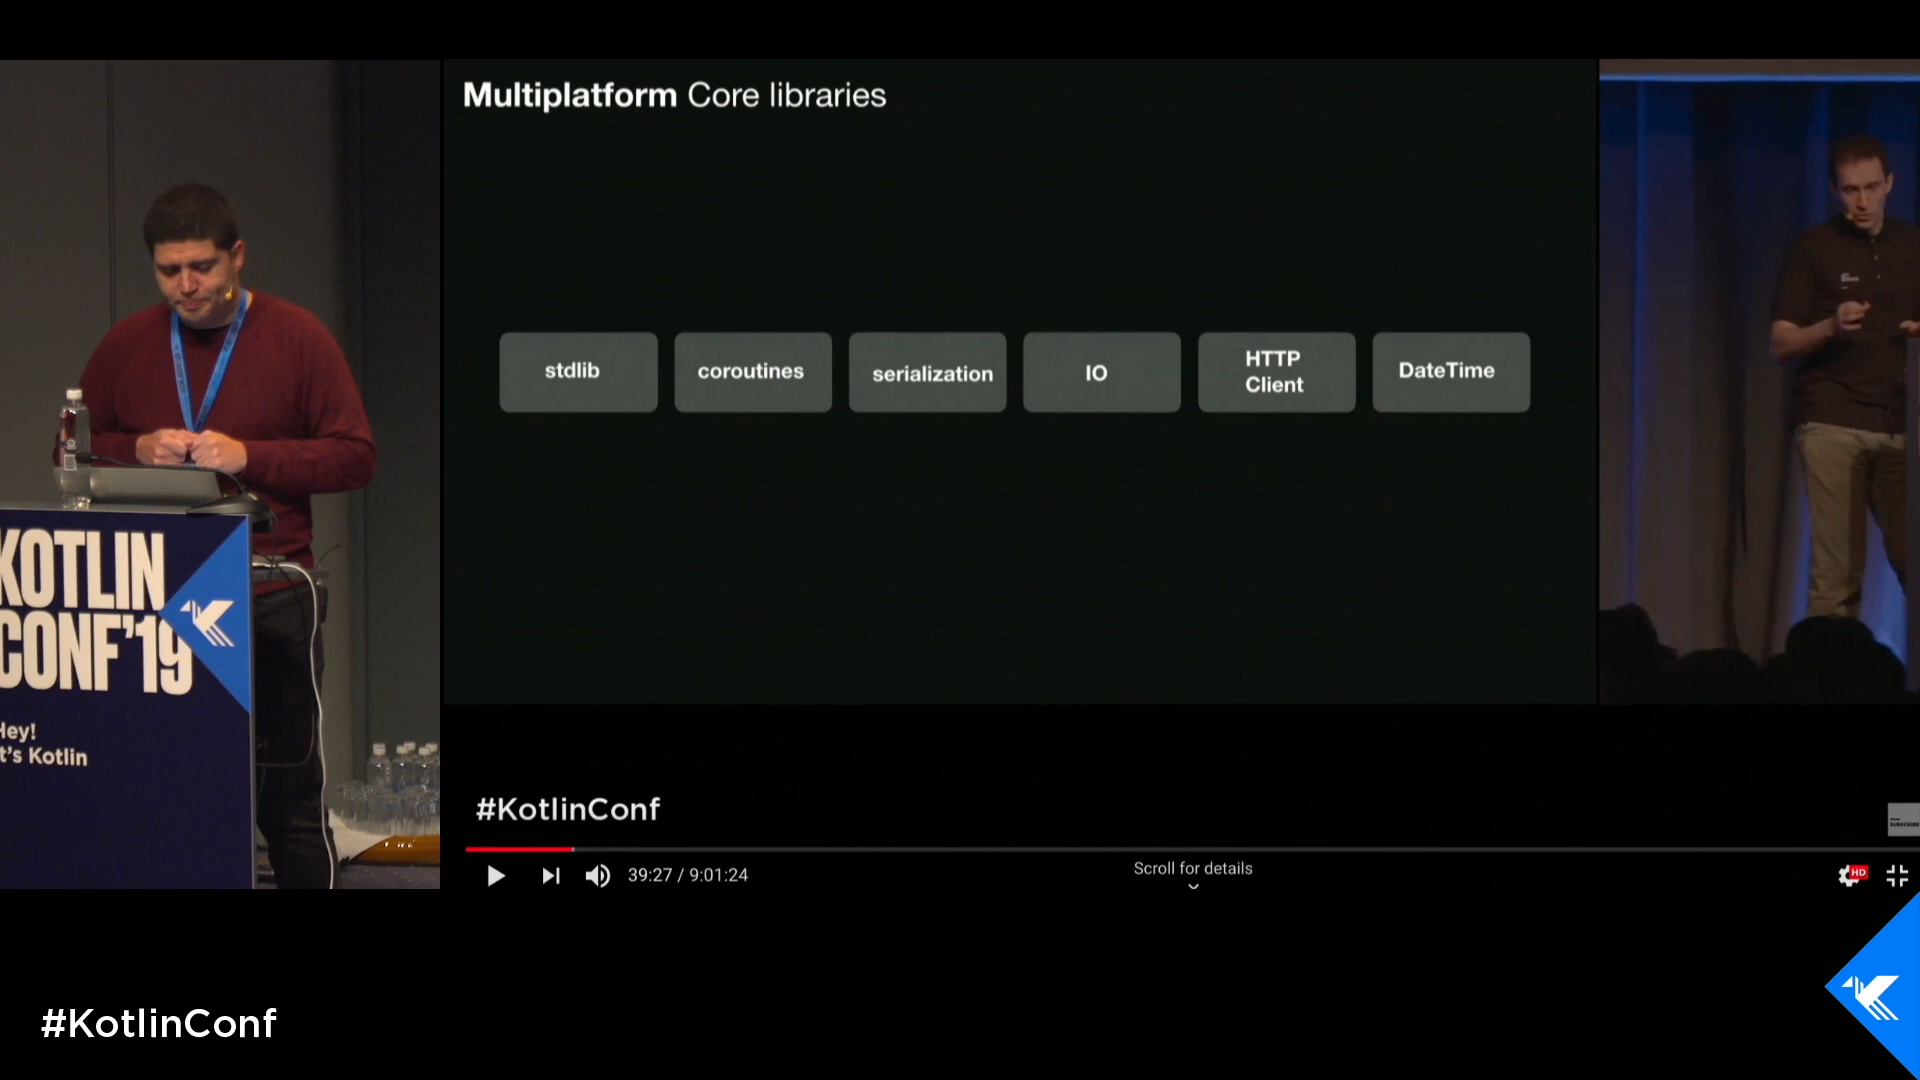 Multiplatform Core libraries
stdlib
coroutines
serialization
IO
HTTP
Client
DateTime
KOTLIN
CONF'19
Hey!
t's Kotlin
#KotlinConf
SUBSCRIBE
39:27 / 9:01:24
Scroll for details
HD
#KotlinConf